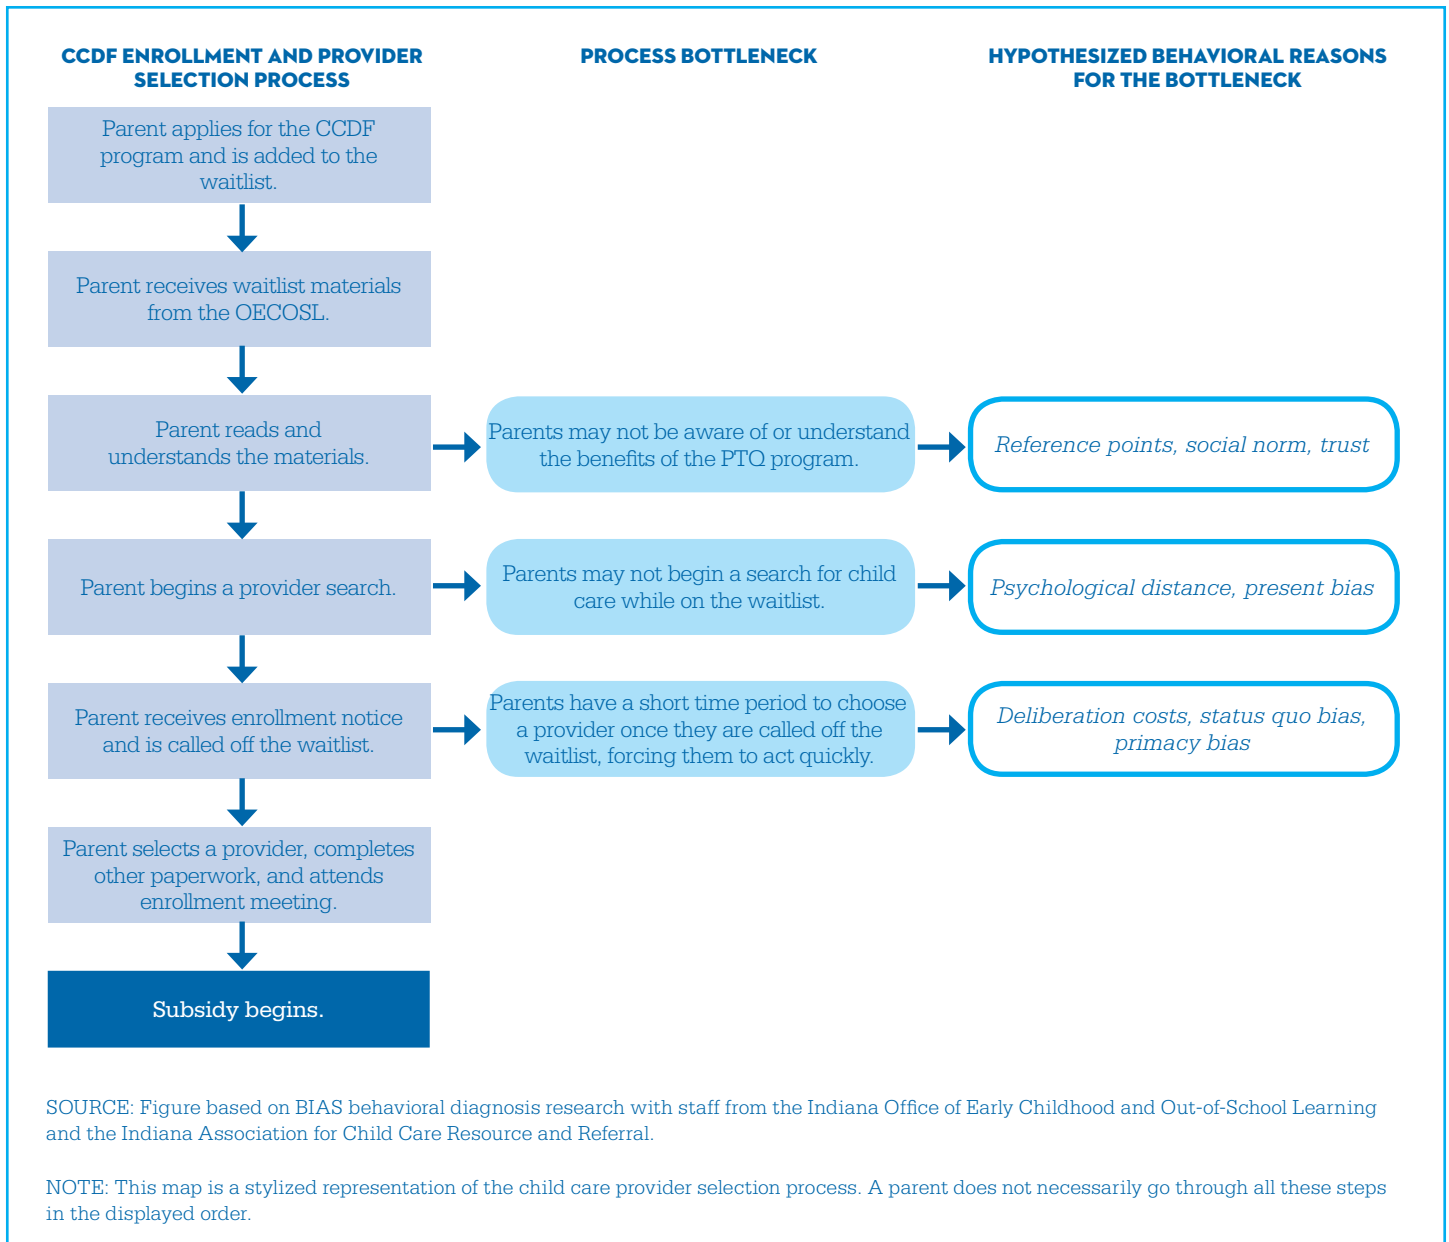 CCDF ENROLLMENT AND PROVIDER
SELECTION PROCESS
PROCESS BOTTLENECK
HYPOTHESIZED BEHAVIORAL REASONS
FOR THE BOTTLENECK
Parent applies for the CCDF
program and is added to the
waitlist.
Parent receives waitlist materials
from the OECOSL.
Parent reads and
understands the materials.
Parents may not be aware of or understand
the benefits of the PTQ program.
Reference points, social norm, trust
Parent begins a provider search.
Parents may not begin a search for child
care while on the waitlist.
Psychological distance, present bias
Parent receives enrollment notice
and is called off the waitlist.
Parents have a short time period to choose
a provider once they are called off the
waitlist, forcing them to act quickly.
Deliberation costs, status quo bias,
primacy bias
Parent selects a provider, completes
other paperwork, and attends
enrollment meeting.
Subsidy begins.
SOURCE: Figure based on BIAS behavioral diagnosis research with staff from the Indiana Office of Early Childhood and Out-of-School Learning
and the Indiana Association for Child Care Resource and Referral.
NOTE: This map is a stylized representation of the child care provider selection process. A parent does not necessarily go through all these steps
in the displayed order.